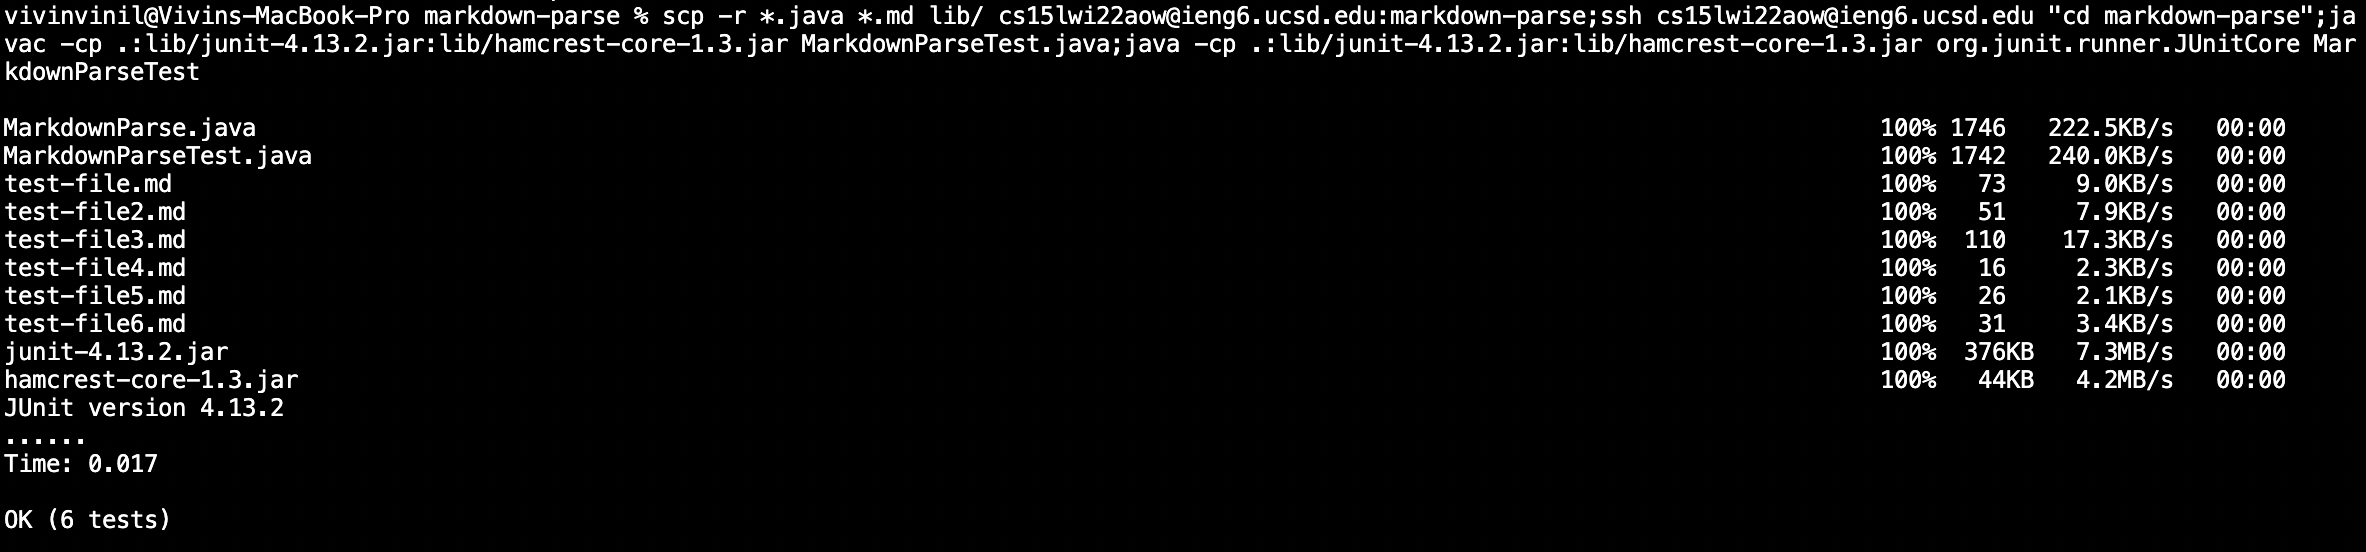 vivinvinil@Vivins-MacBook-Pro markdown-parse % scp -r *.java *.md lib/ cs15lwi22aow@ieng6.ucsd.edu:markdown-parse;ssh cs15lwi22aow@ieng6.ucsd.edu "cd markdown-parse";ja
vac -cp .:lib/junit-4.13.2.jar:lib/hamcrest-core-1.3.jar MarkdownParseTest.java;java -cp .:lib/junit-4.13.2.jar:lib/hamcrest-core-1.3.jar org.junit.runner.JUnitCore Mar
kdownParseTest
MarkdownParse.java 100% 1746 222.5KB/s 00:00
MarkdownParseTest.java 100% 1742 240.0KB/s 00:00
test-file.md 100% 73 9.0KB/s 00:00
test-file2.md 100% 51 7.9KB/s 00:00
test-file3.md 100% 110 17.3KB/s 00:00
test-file4.md 100% 16 2.3KB/s 00:00
test-file5.md 100% 26 2.1KB/s 00:00
test-file6.md 100% 31 3.4KB/s 00:00
junit-4.13.2.jar 100% 376KB 7.3MB/s 00:00
hamcrest-core-1.3.jar 100% 44KB 4.2MB/s 00:00
JUnit version 4.13.2
......
Time: 0.017
OK (6 tests)